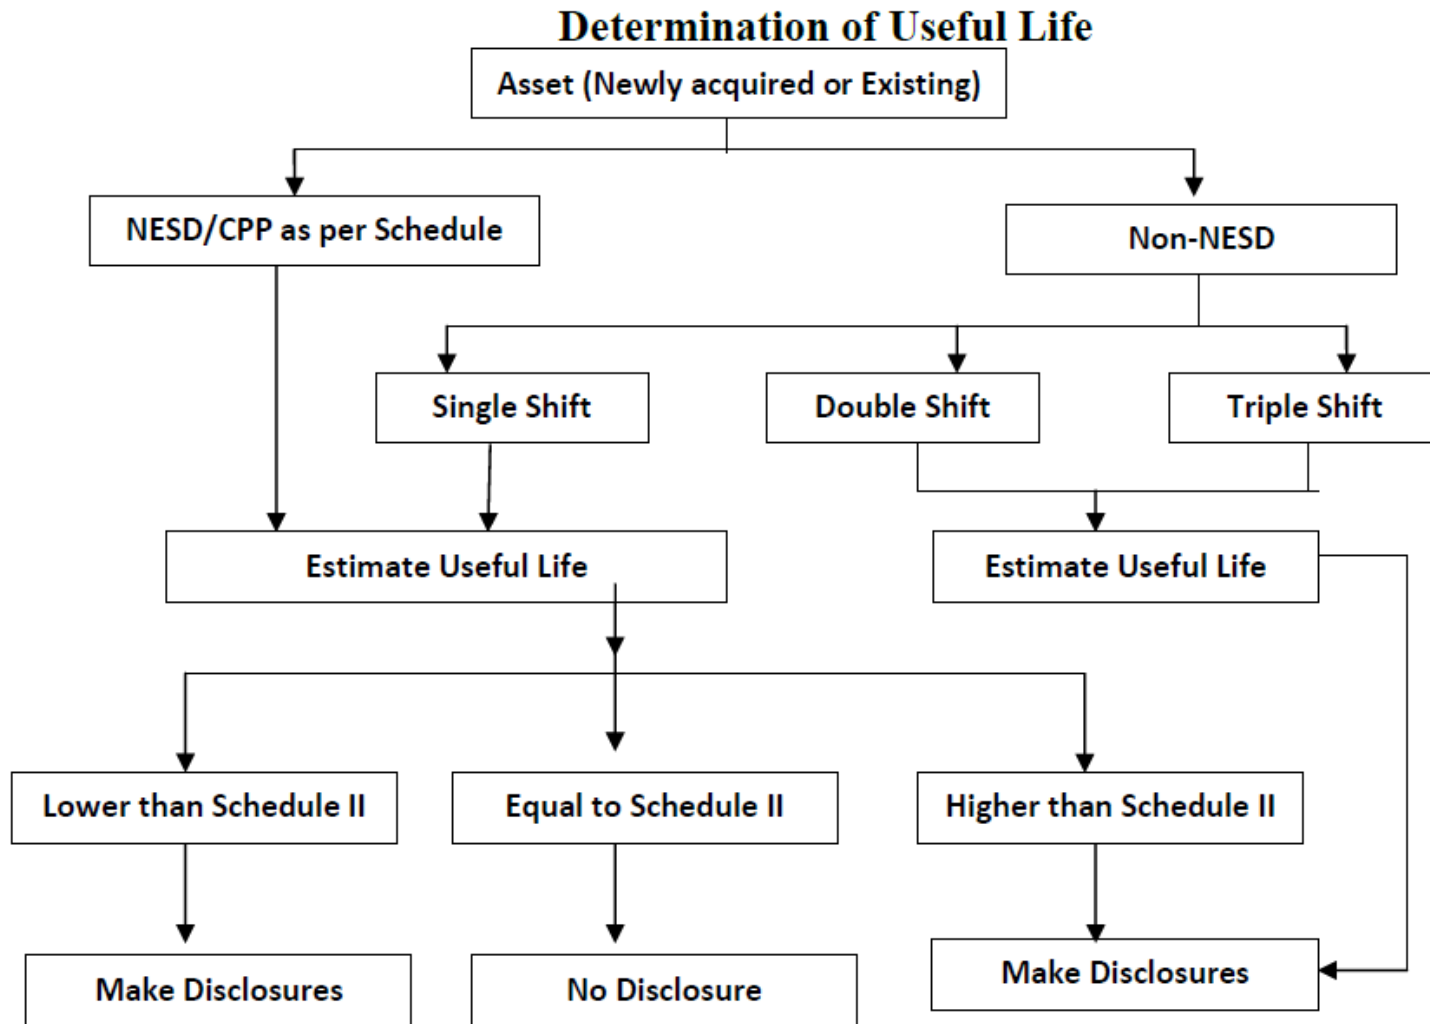 Determination of Useful Life
Asset (Newly acquired or Existing)
NESD/CPP as per Schedule
Non-NESD
Single Shift
Double Shift
Triple Shift
Estimate Useful Life
Estimate Useful Life
Lower than Schedule II
Equal to Schedule II
Higher than Schedule II
Make Disclosures
No Disclosure
Make Disclosures